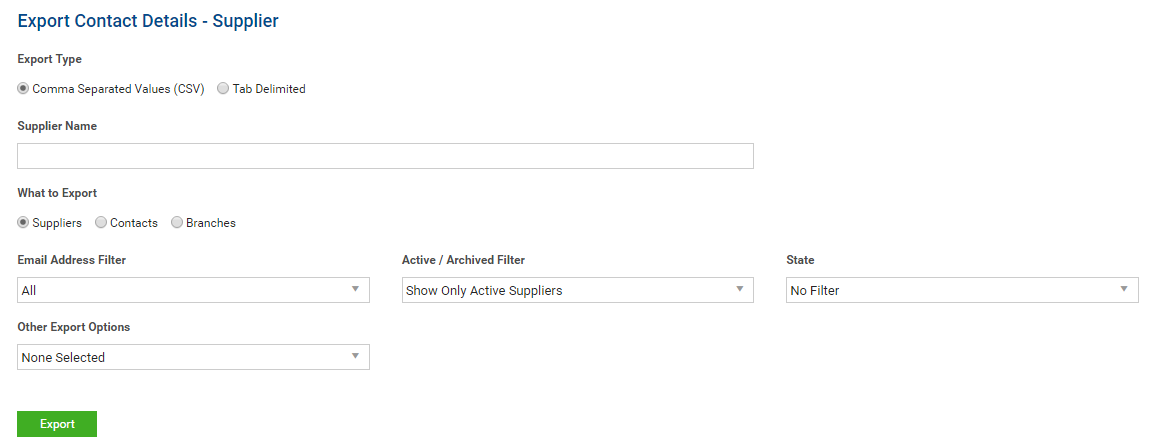 Export Contact Details - Supplier
Export Type
Comma Separated Values (CSV) Tab Delimited
Supplier Name
What to Export
Suppliers Contacts Branches
Email Address Filter Active / Archived Filter State
All Show Only Active Suppliers No Filter
Other Export Options
None Selected
Export